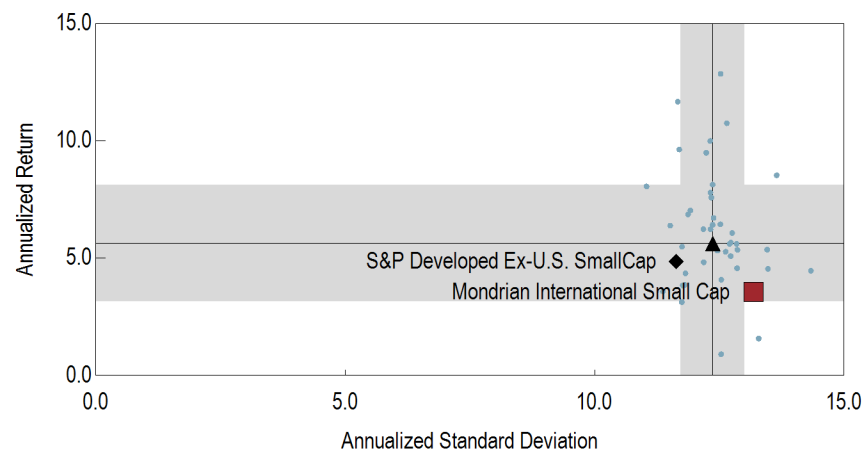 15.0
10.0
5.0
0.0
Annualized Return
S&P Developed Ex-U.S. SmallCap
Mondrian International Small Cap
0.0 5.0 10.0 15.0
Annualized Standard Deviation